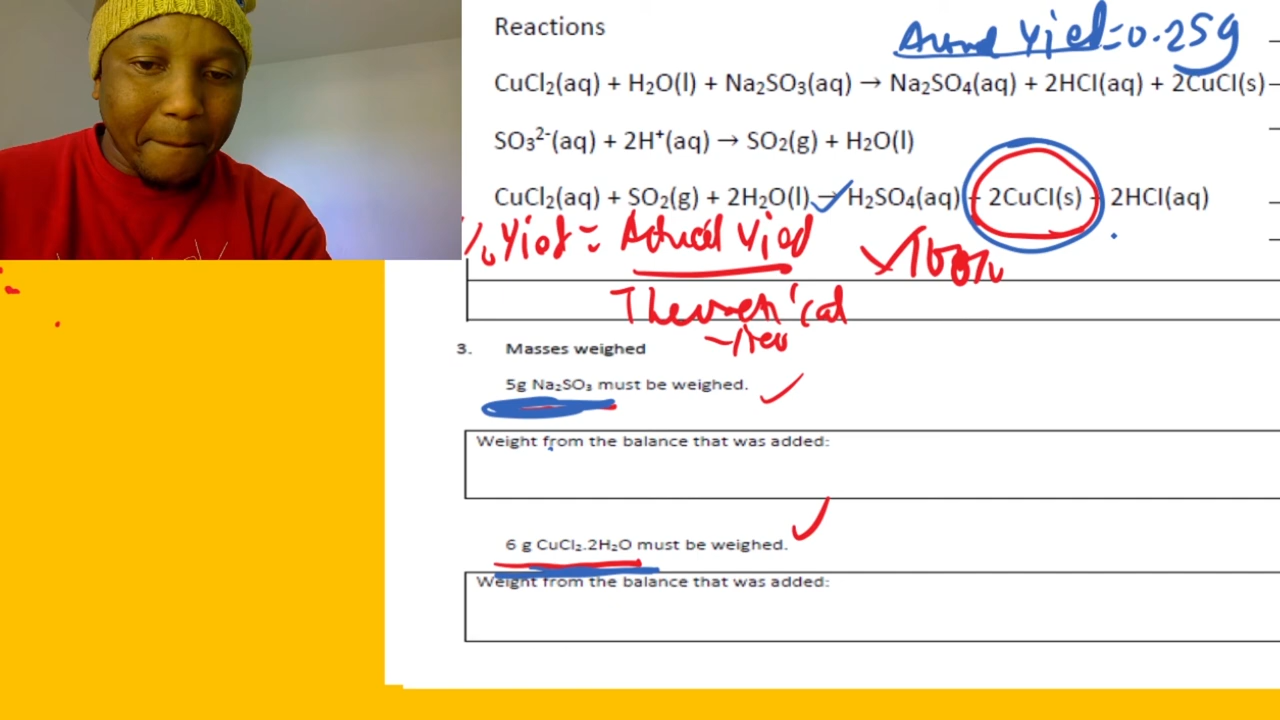 Reactions
Actual Yield = 0.25g
CuCl₂(aq) + H₂O(l) + Na₂SO₃(aq) → Na₂SO₄(aq) + 2HCl(aq) + 2CuCl(s)
SO₃²⁻(aq) + 2H⁺(aq) → SO₂(g) + H₂O(l)
CuCl₂(aq) + SO₂(g) + 2H₂O(l) → H₂SO₄(aq) + 2CuCl(s) + 2HCl(aq)
% Yield = Actual Yield
100%
Theoretical
3. Masses weighed
5g Na₂SO₃ must be weighed.
Weight from the balance that was added:
6 g CuCl₂.2H₂O must be weighed.
Weight from the balance that was added: